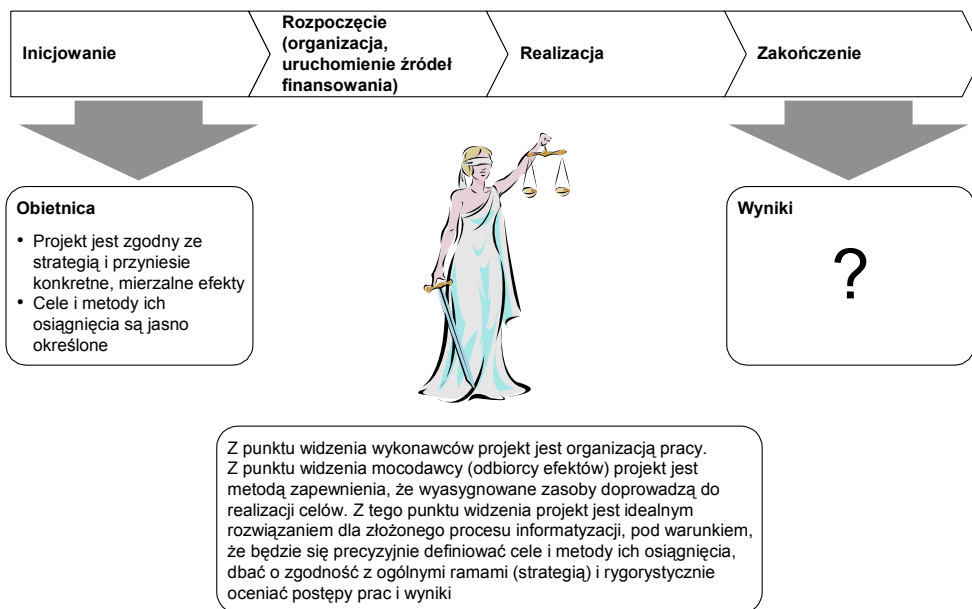 Inicjowanie
Rozpoczęcie
(organizacja,
uruchomienie źródeł
finansowania)
Realizacja
Zakończenie
Obietnica
• Projekt jest zgodny ze
strategią i przyniesie
konkretne, mierzalne efekty
• Cele i metody ich
osiągnięcia są jasno
określone
Wyniki
?
Z punktu widzenia wykonawców projekt jest organizacją pracy.
Z punktu widzenia mocodawcy (odbiorcy efektów) projekt jest
metodą zapewnienia, że wyasygnowane zasoby doprowadzą do
realizacji celów. Z tego punktu widzenia projekt jest idealnym
rozwiązaniem dla złożonego procesu informatyzacji, pod warunkiem,
że będzie się precyzyjnie definiować cele i metody ich osiągnięcia,
dbać o zgodność z ogólnymi ramami (strategią) i rygorystycznie
oceniać postępy prac i wyniki